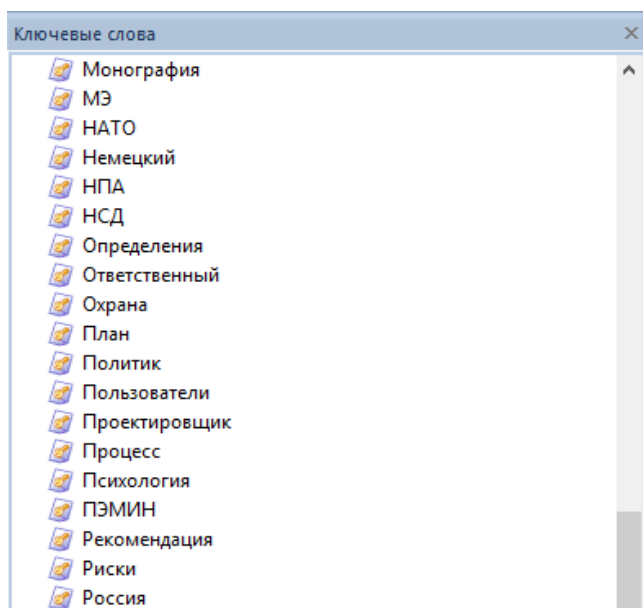 Ключевые слова
Монография
МЭ
НАТО
Немецкий
НПА
НСД
Определения
Ответственный
Охрана
План
Политик
Пользователи
Проектировщик
Процесс
Психология
ПЭМИН
Рекомендация
Риски
Россия